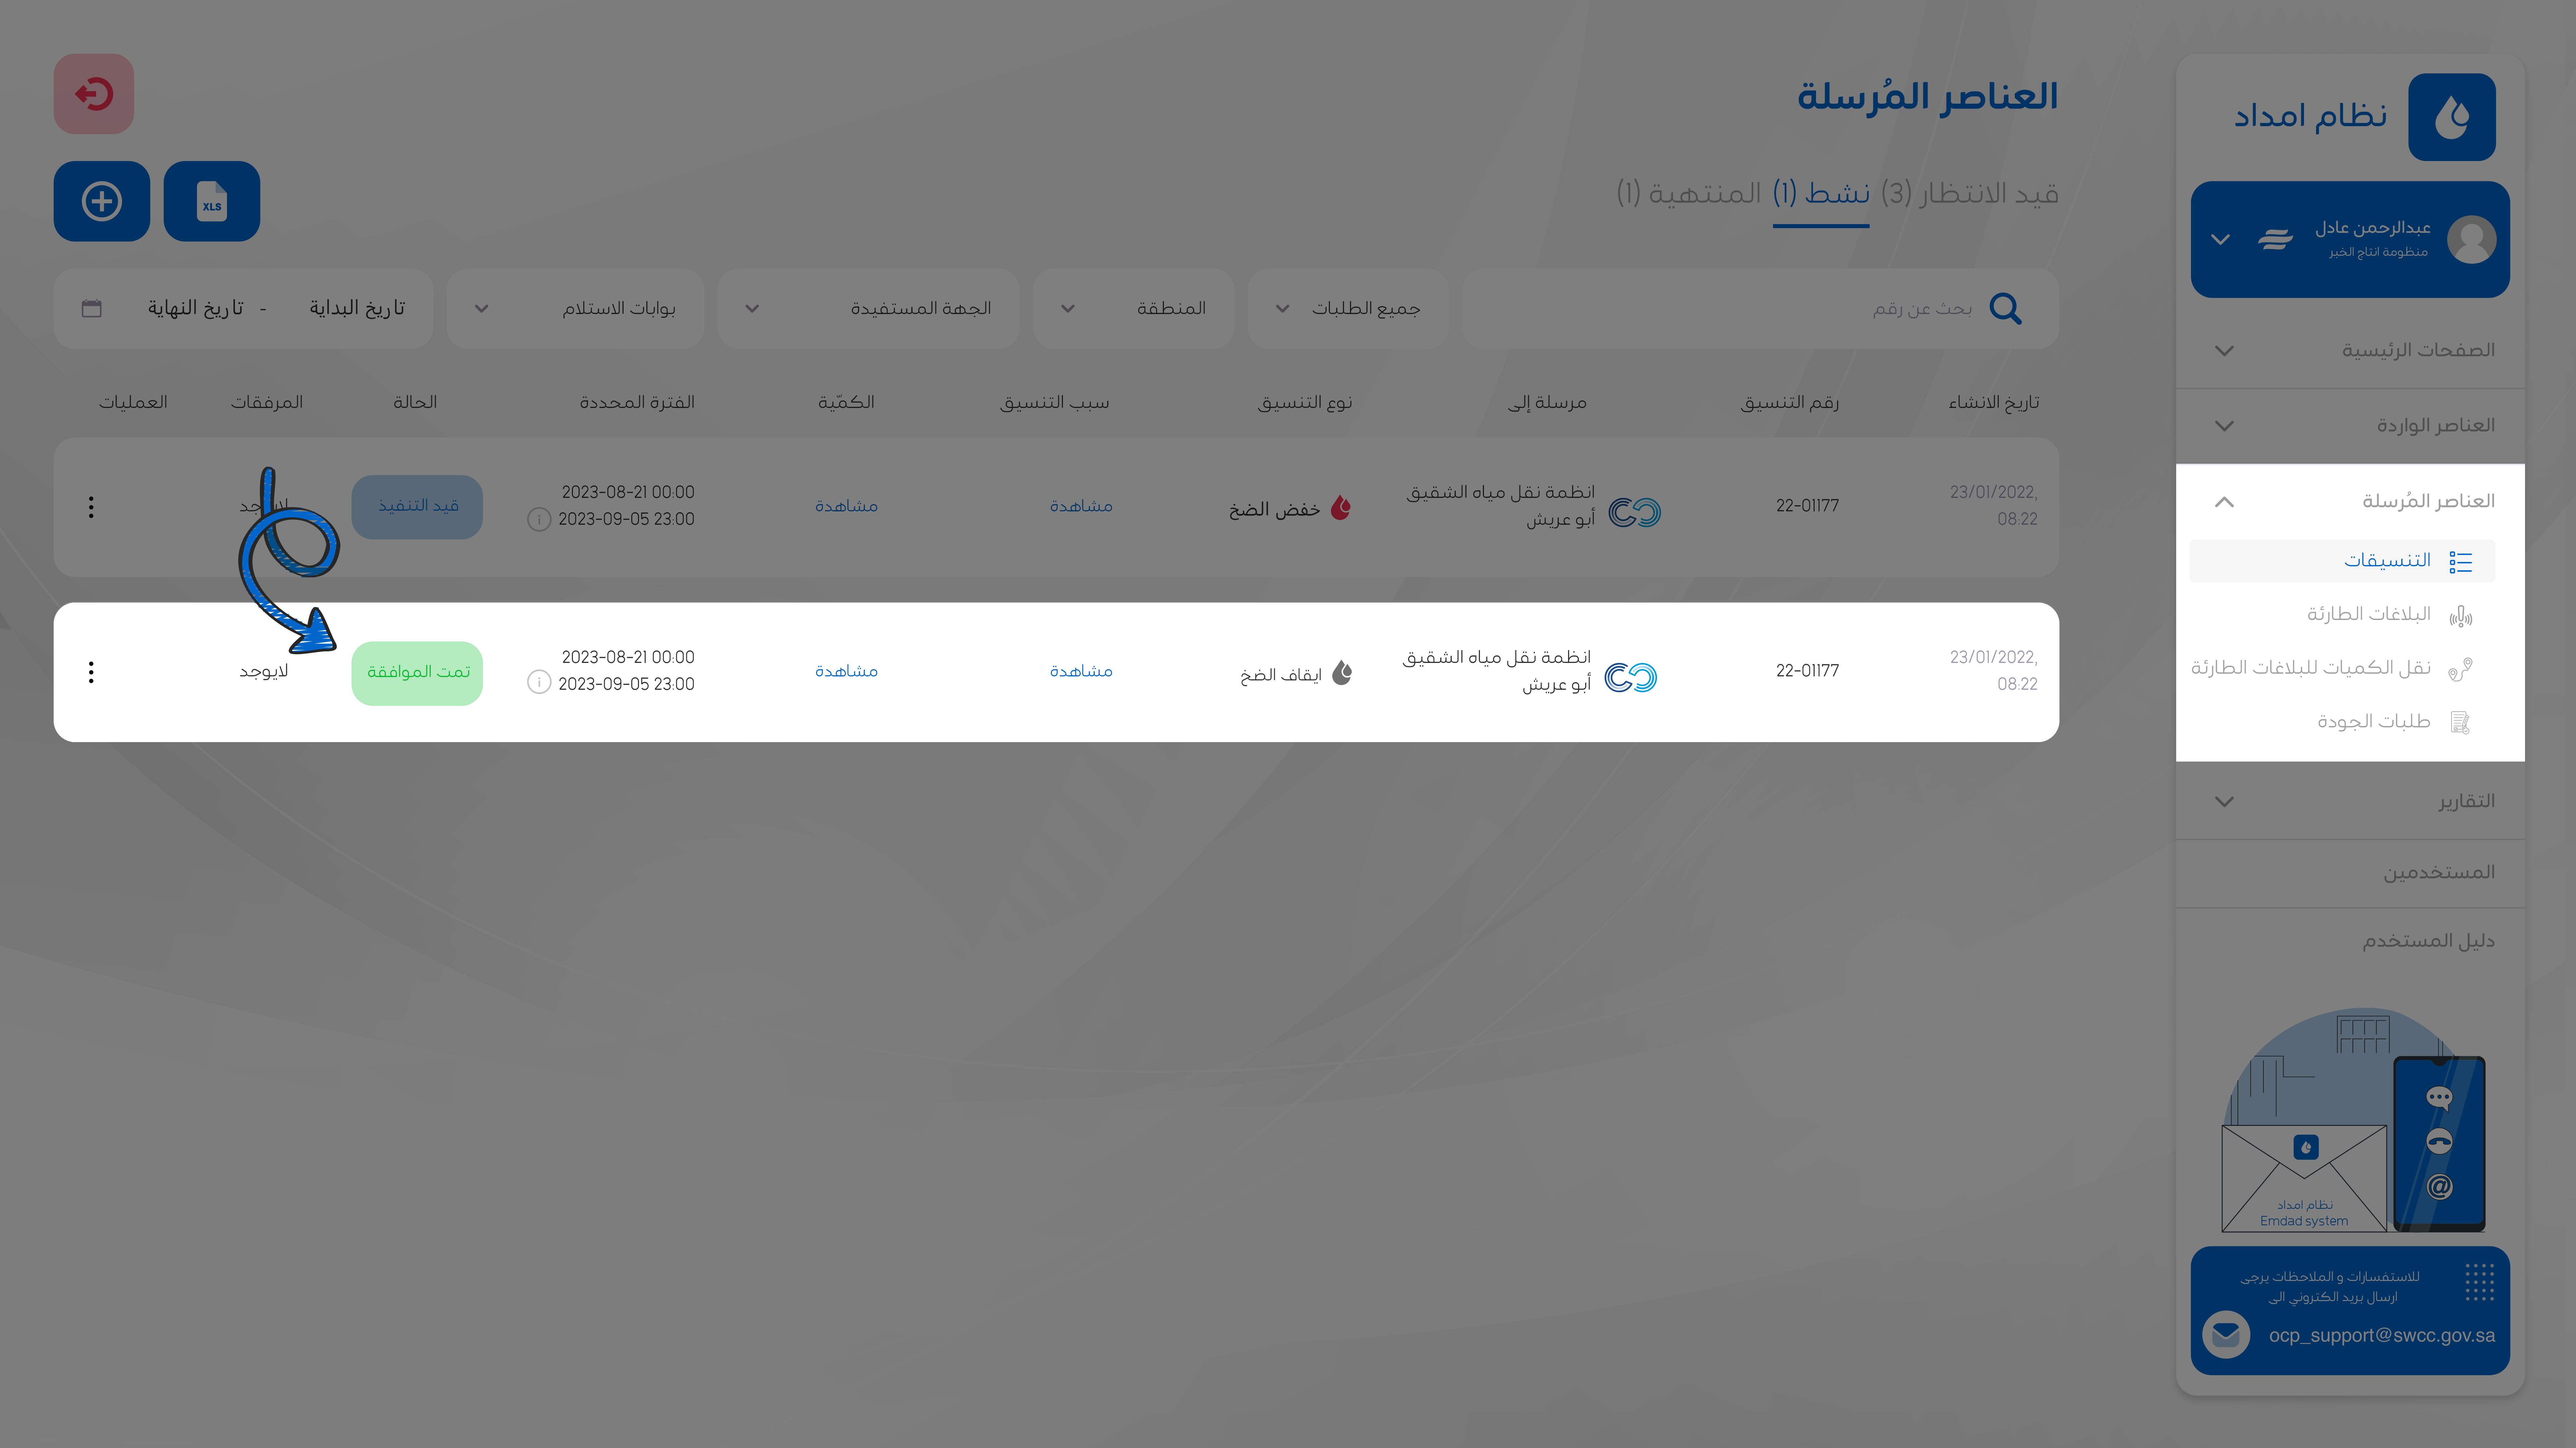 العناصر المُرسلة
قيد الانتظار (3) نشط (1) المنتهية (1)
XLS
بحث عن رقم
جميع الطلبات
المنطقة
الجهة المستفيدة
بوابات الاستلام
تاريخ البداية - تاريخ النهاية
تاريخ الانشاء
رقم التنسيق
مرسلة إلى
نوع التنسيق
سبب التنسيق
الكمّية
الفترة المحددة
الحالة
المرفقات
العمليات
23/01/2022,
08:22
22-01177
انظمة نقل مياه الشقيق
أبو عريش
خفض الضخ
مشاهدة
مشاهدة
2023-08-21 00:00
2023-09-05 23:00
قيد التنفيذ
لايوجد
23/01/2022,
08:22
22-01177
انظمة نقل مياه الشقيق
أبو عريش
ايقاف الضخ
مشاهدة
مشاهدة
2023-08-21 00:00
2023-09-05 23:00
تمت الموافقة
لايوجد
نظام امداد
عبدالرحمن عادل
منظومة انتاج الخبر
الصفحات الرئيسية
العناصر الواردة
العناصر المُرسلة
التنسيقات
البلاغات الطارئة
نقل الكميات للبلاغات الطارئة
طلبات الجودة
التقارير
المستخدمين
دليل المستخدم
نظام امداد
Emdad system
للاستفسارات و الملاحظات يرجى
ارسال بريد الكتروني الى
ocp_support@swcc.gov.sa